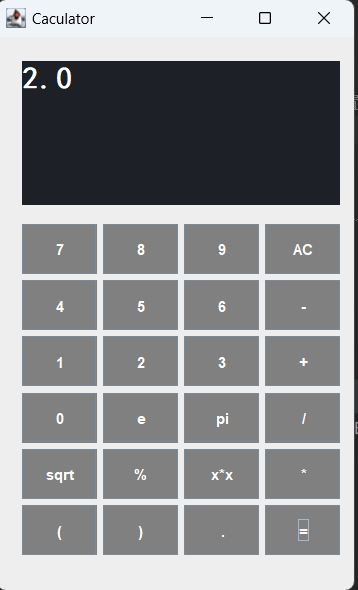 Caculator
2.0
7 8 9 AC
4 5 6 -
1 2 3 +
0 e pi /
sqrt % x*x *
( ) . =